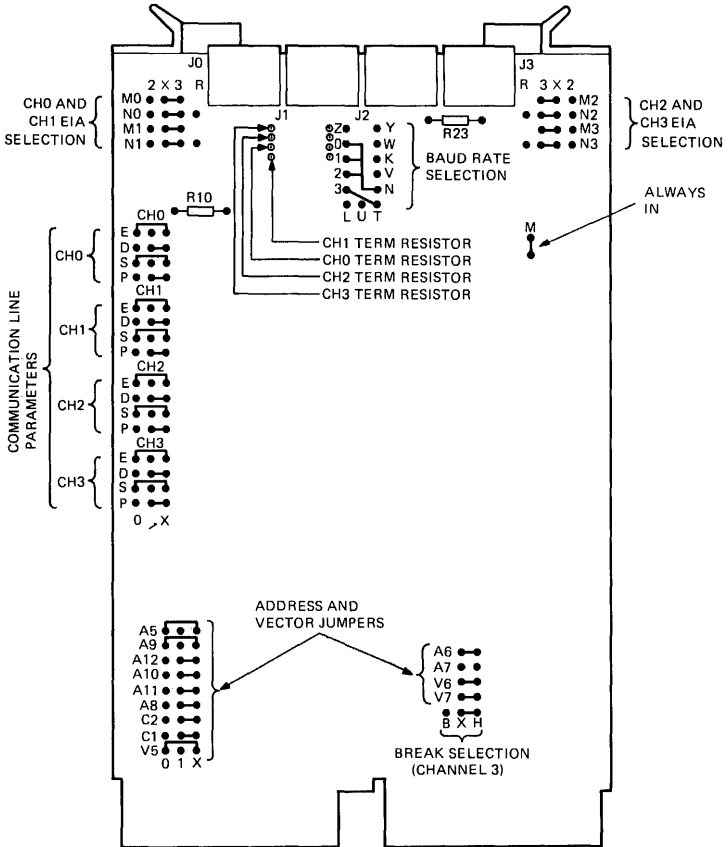 J0
J3
2 X 3 R
R 3 X 2
CH0 AND
CH1 EIA
SELECTION
M0
N0
M1
N1
M2
N2
M3
N3
CH2 AND
CH3 EIA
SELECTION
J1
J2
R23
Z
0
1
2
3
Y
W
K
V
N
L U T
BAUD RATE
SELECTION
R10
ALWAYS
IN
M
CH1 TERM RESISTOR
CH0 TERM RESISTOR
CH2 TERM RESISTOR
CH3 TERM RESISTOR
COMMUNICATION LINE
PARAMETERS
CH0
CH0
E
D
S
P
CH1
CH1
E
D
S
P
CH2
CH2
E
D
S
P
CH3
CH3
E
D
S
P
0 X
ADDRESS AND
VECTOR JUMPERS
A5
A9
A12
A10
A11
A8
C2
C1
V5
0 1 X
A6
A7
V6
V7
B X H
BREAK SELECTION
(CHANNEL 3)